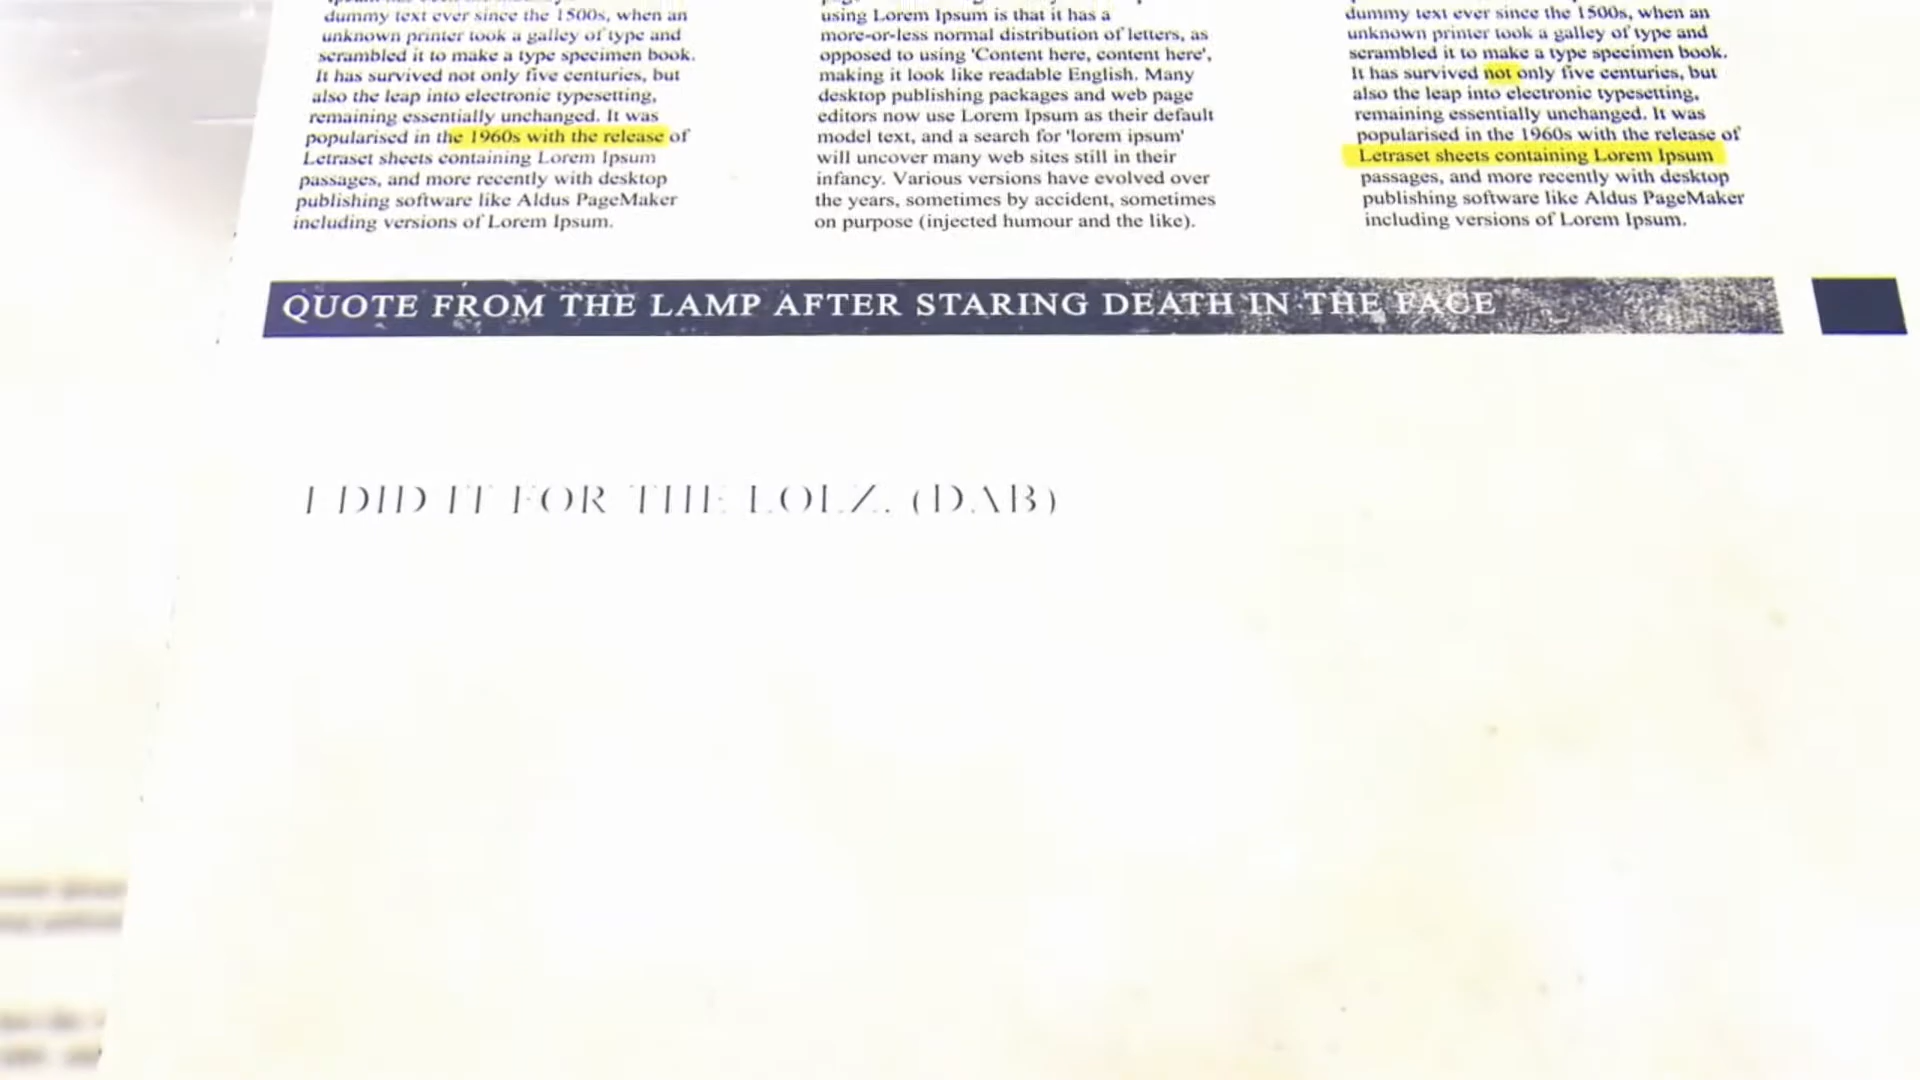 dummy text ever since the 1500s, when an
unknown printer took a galley of type and
scrambled it to make a type specimen book.
It has survived not only five centuries, but
also the leap into electronic typesetting,
remaining essentially unchanged. It was
popularised in the 1960s with the release of
Letraset sheets containing Lorem Ipsum
passages, and more recently with desktop
publishing software like Aldus PageMaker
including versions of Lorem Ipsum.
using Lorem Ipsum is that it has a
more-or-less normal distribution of letters, as
opposed to using 'Content here, content here',
making it look like readable English. Many
desktop publishing packages and web page
editors now use Lorem Ipsum as their default
model text, and a search for 'lorem ipsum'
will uncover many web sites still in their
infancy. Various versions have evolved over
the years, sometimes by accident, sometimes
on purpose (injected humour and the like).
dummy text ever since the 1500s, when an
unknown printer took a galley of type and
scrambled it to make a type specimen book.
It has survived not only five centuries, but
also the leap into electronic typesetting,
remaining essentially unchanged. It was
popularised in the 1960s with the release of
Letraset sheets containing Lorem Ipsum
passages, and more recently with desktop
publishing software like Aldus PageMaker
including versions of Lorem Ipsum.
QUOTE FROM THE LAMP AFTER STARING DEATH IN THE FACE
I DID IT FOR THE LOLZ. (DAB)